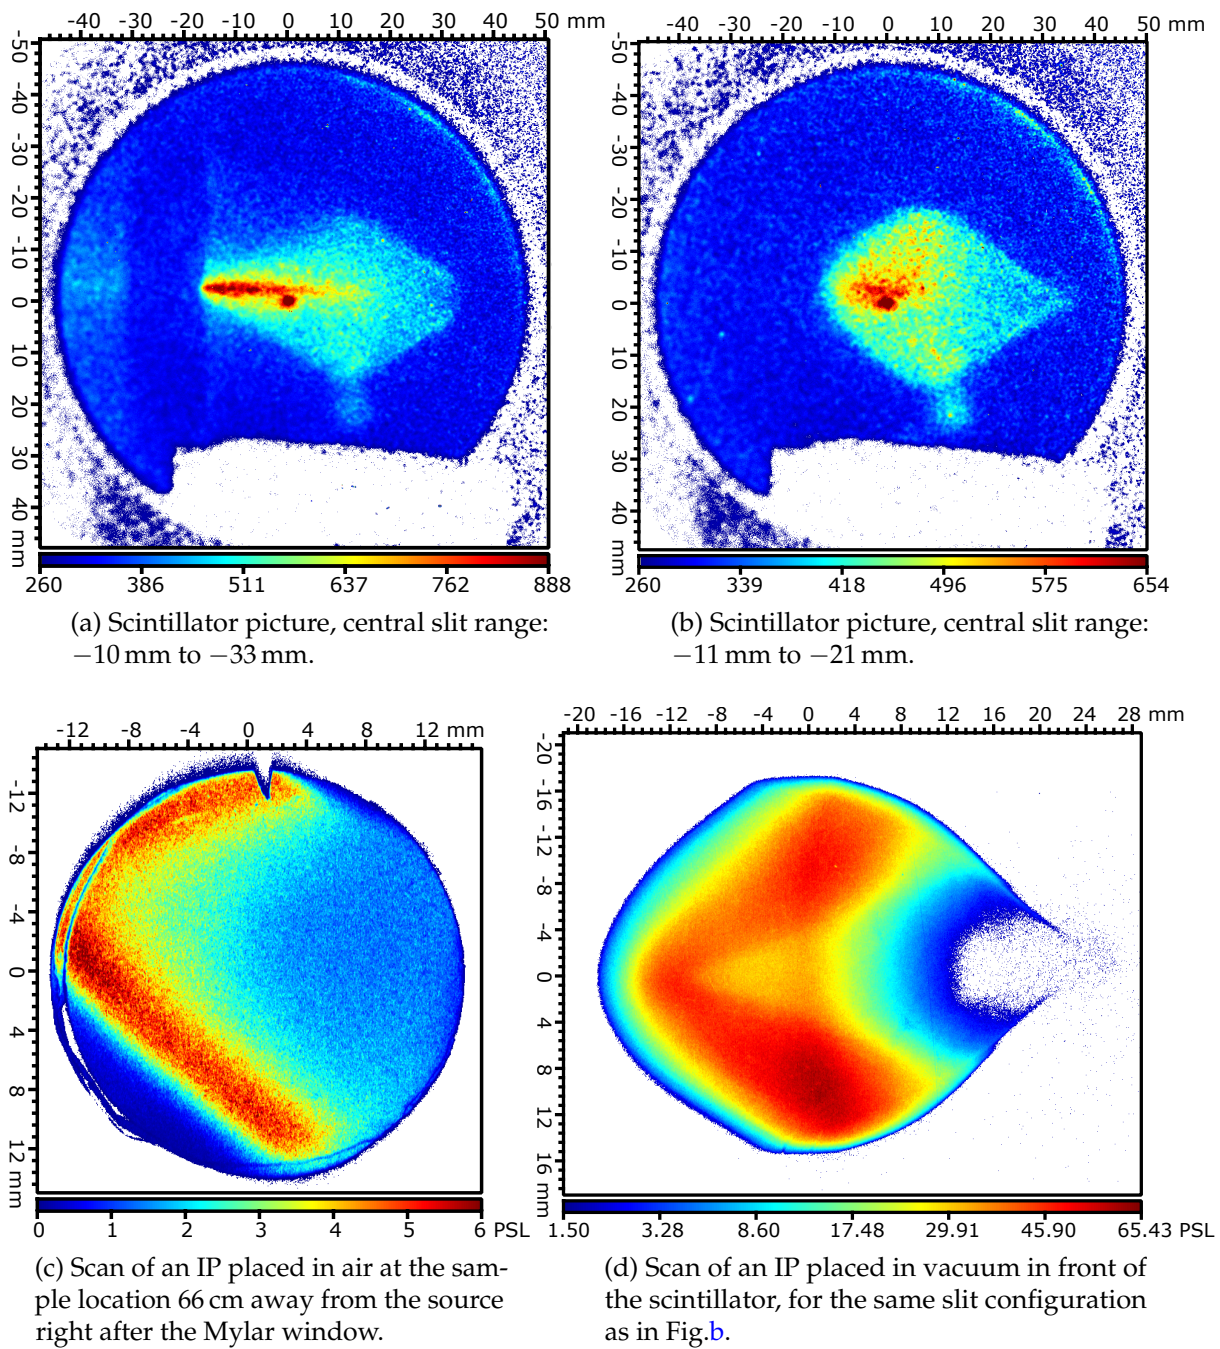 -40 -30 -20 -10 0 10 20 30 40 50 mm
-50 -40 -30 -20 -10 0 10 20 30 40 mm
260 386 511 637 762 888
(a) Scintillator picture, central slit range:
−10 mm to −33 mm.
-40 -30 -20 -10 0 10 20 30 40 50 mm
-50 -40 -30 -20 -10 0 10 20 30 40 mm
260 339 418 496 575 654
(b) Scintillator picture, central slit range:
−11 mm to −21 mm.
-12 -8 -4 0 4 8 12 mm
-12 -8 -4 0 4 8 12 mm
0 1 2 3 4 5 6 PSL
(c) Scan of an IP placed in air at the sam-
ple location 66 cm away from the source
right after the Mylar window.
-20 -16 -12 -8 -4 0 4 8 12 16 20 24 28 mm
-20 -16 -12 -8 -4 0 4 8 12 16 mm
1.50 3.28 8.60 17.48 29.91 45.90 65.43 PSL
(d) Scan of an IP placed in vacuum in front of
the scintillator, for the same slit configuration
as in Fig.b.